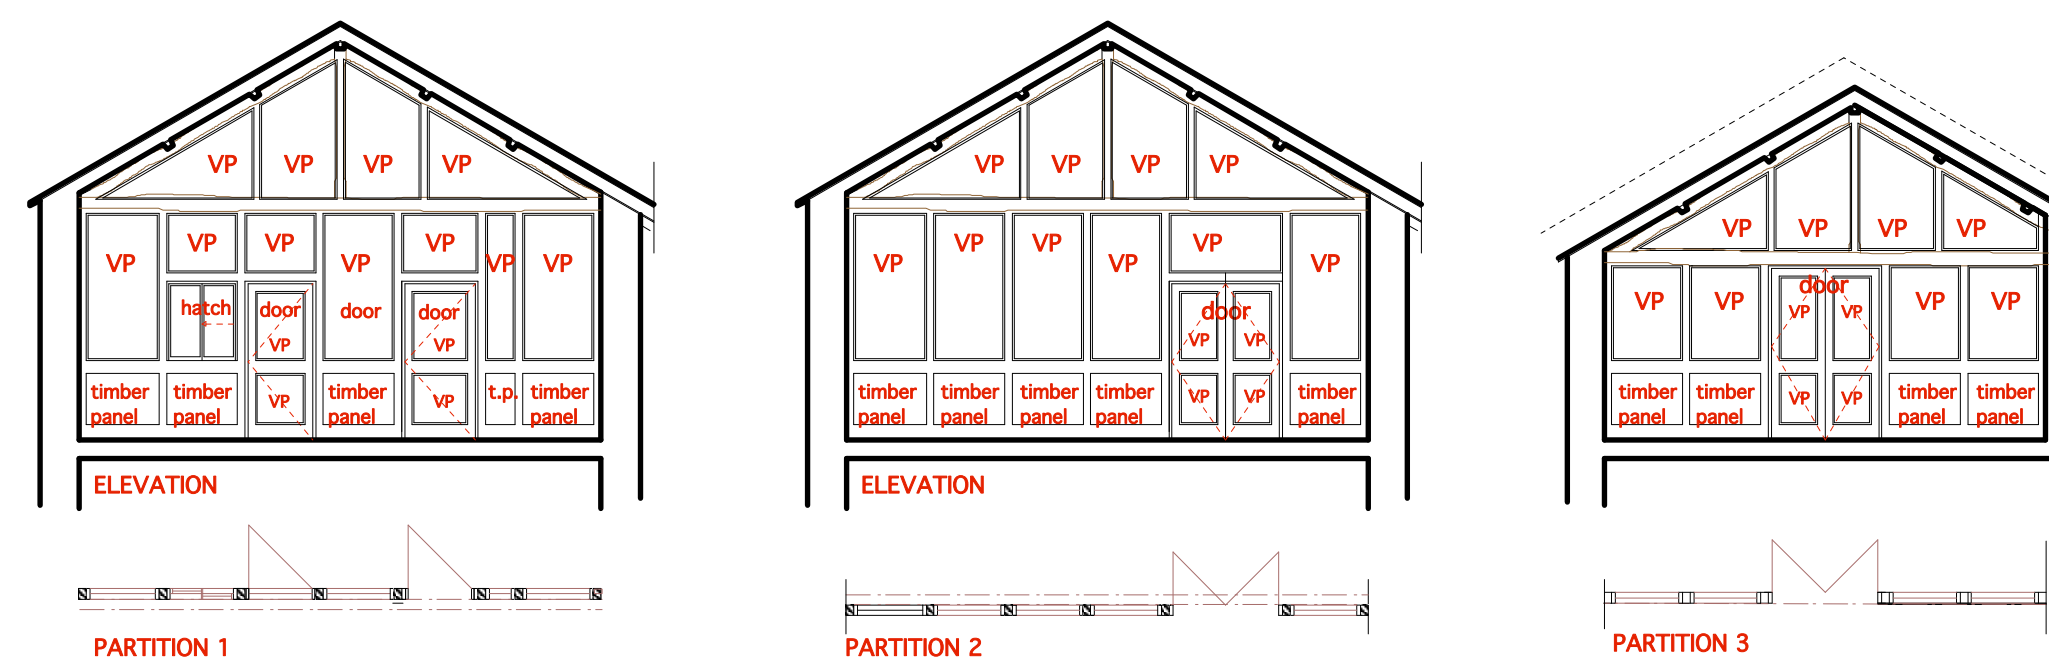 VP VP VP VP
VP VP VP VP VP VP VP
hatch door door door
VP VP
timber panel timber panel VP timber panel VP t.p. timber panel
ELEVATION
PARTITION 1
VP VP VP VP
VP VP VP VP VP VP
door
VP VP
timber panel timber panel timber panel timber panel VP VP timber panel
ELEVATION
PARTITION 2
VP VP VP VP
door
VP VP VP VP VP VP
timber panel timber panel VP VP timber panel timber panel
PARTITION 3